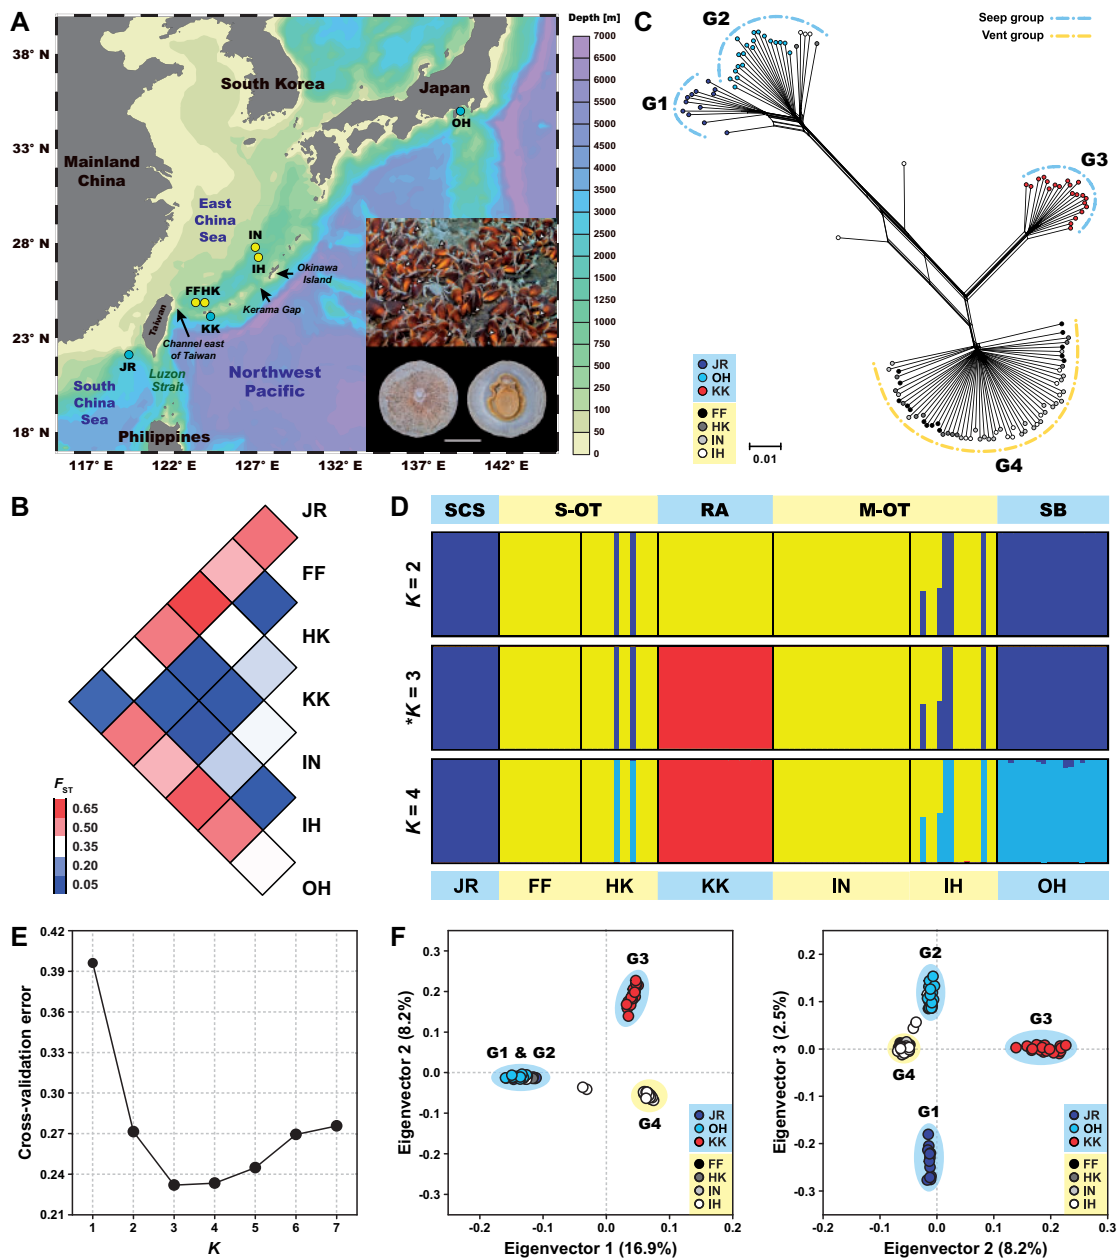 A
38° N
33° N
28° N
23° N
18° N
117° E
122° E
127° E
132° E
137° E
142° E
South Korea
Japan
OH
Mainland
China
East
China
Sea
IN
IH
Okinawa
Island
FF
HK
Kerama Gap
KK
Taiwan
Channel east
of Taiwan
JR
Luzon
Strait
South
China
Sea
Northwest
Pacific
Philippines
Depth [m]
7000
6500
6000
5500
5000
4500
4000
3500
3000
2500
2000
1750
1500
1250
1000
750
500
250
100
50
0
C
Seep group
Vent group
G2
G1
G3
G4
JR
OH
KK
FF
HK
IN
IH
0.01
B
JR
FF
HK
KK
IN
IH
OH
FST
0.65
0.50
0.35
0.20
0.05
D
SCS S-OT RA M-OT SB
K = 2
*K = 3
K = 4
JR FF HK KK IN IH OH
E
Cross-validation error
0.42
0.39
0.36
0.33
0.30
0.27
0.24
0.21
1 2 3 4 5 6 7
K
F
Eigenvector 2 (8.2%)
0.3
0.2
0.1
0.0
-0.1
-0.2
-0.3
G3
G1 & G2
G4
JR
OH
KK
FF
HK
IN
IH
-0.2 -0.1 0.0 0.1 0.2
Eigenvector 1 (16.9%)
Eigenvector 3 (2.5%)
0.2
0.1
0.0
-0.1
-0.2
-0.3
G2
G3
G4
G1
JR
OH
KK
FF
HK
IN
IH
-0.2 -0.1 0.0 0.1 0.2 0.3
Eigenvector 2 (8.2%)